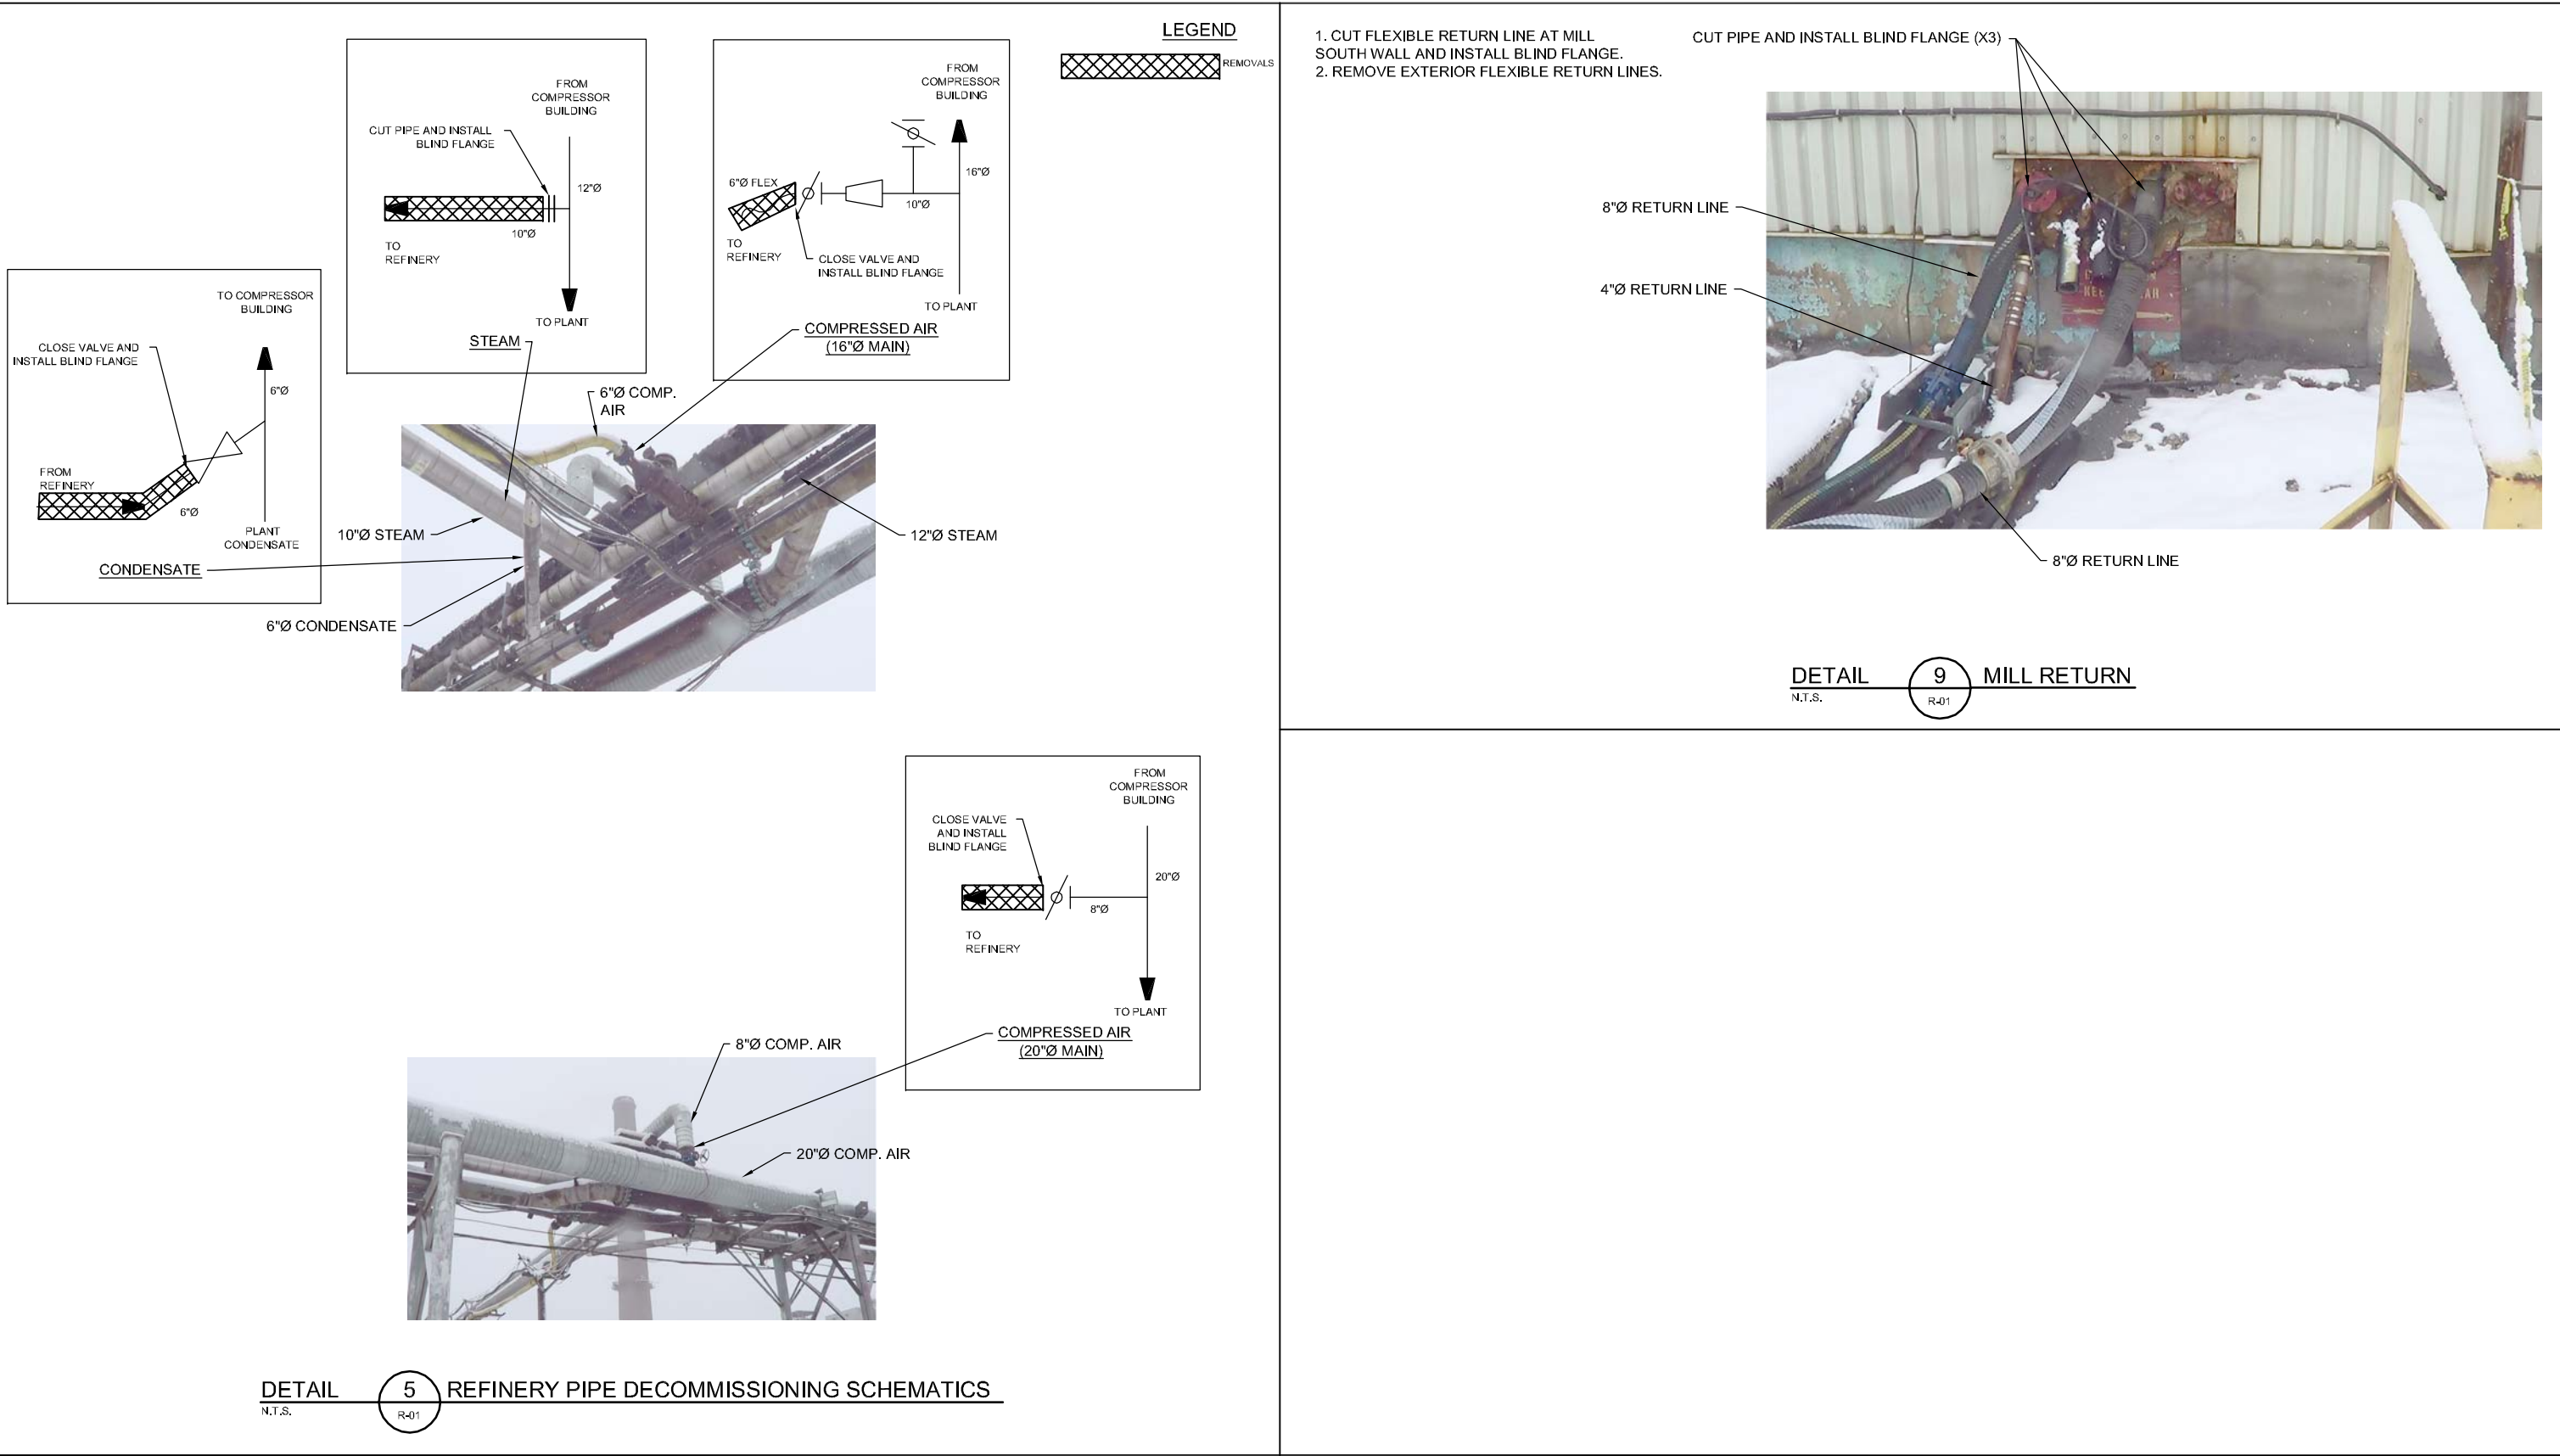 LEGEND
REMOVALS
FROM
COMPRESSOR
BUILDING
CUT PIPE AND INSTALL
BLIND FLANGE
12"Ø
10"Ø
TO
REFINERY
TO PLANT
STEAM
FROM
COMPRESSOR
BUILDING
16"Ø
6"Ø FLEX
10"Ø
TO
REFINERY
CLOSE VALVE AND
INSTALL BLIND FLANGE
TO PLANT
COMPRESSED AIR
(16"Ø MAIN)
TO COMPRESSOR
BUILDING
CLOSE VALVE AND
INSTALL BLIND FLANGE
6"Ø
FROM
REFINERY
6"Ø
PLANT
CONDENSATE
CONDENSATE
6"Ø COMP.
AIR
10"Ø STEAM
12"Ø STEAM
6"Ø CONDENSATE
FROM
COMPRESSOR
BUILDING
CLOSE VALVE
AND INSTALL
BLIND FLANGE
20"Ø
8"Ø
TO
REFINERY
TO PLANT
COMPRESSED AIR
(20"Ø MAIN)
8"Ø COMP. AIR
20"Ø COMP. AIR
DETAIL 5 REFINERY PIPE DECOMMISSIONING SCHEMATICS
N.T.S. R-01
1. CUT FLEXIBLE RETURN LINE AT MILL
SOUTH WALL AND INSTALL BLIND FLANGE.
2. REMOVE EXTERIOR FLEXIBLE RETURN LINES.
CUT PIPE AND INSTALL BLIND FLANGE (X3)
8"Ø RETURN LINE
4"Ø RETURN LINE
8"Ø RETURN LINE
DETAIL 9 MILL RETURN
N.T.S. R-01